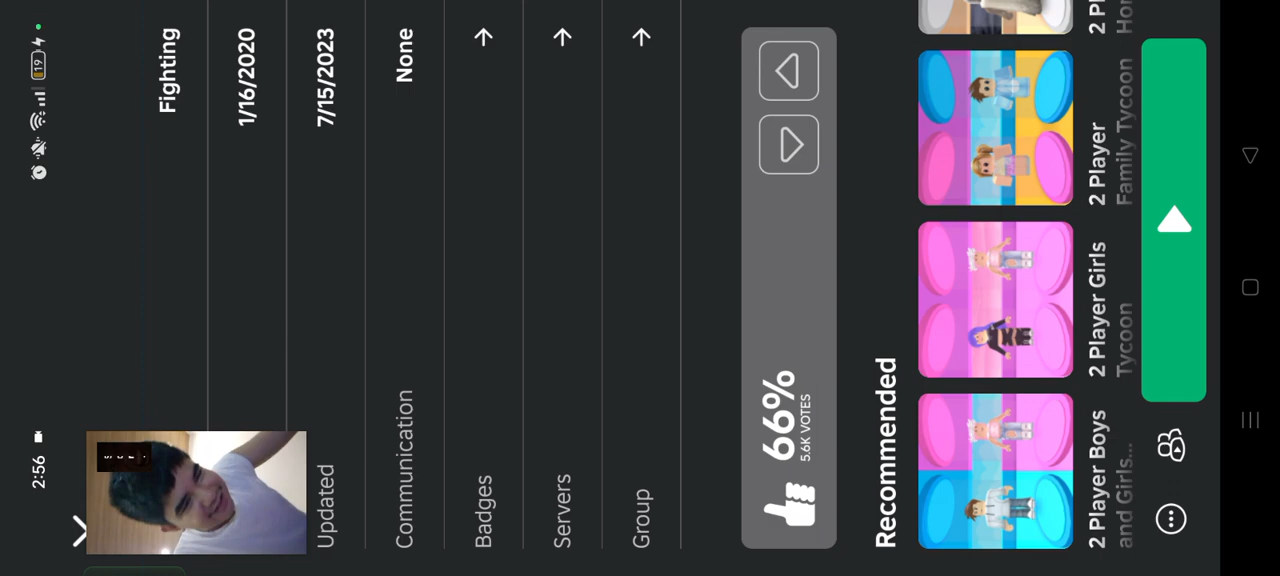 2:56
19
Fighting
1/16/2020
Updated 7/15/2023
Communication None
Badges
Servers
Group
66%
5.6K VOTES
Recommended
2 Player Boys
and Girls...
2 Player Girls
Tycoon
2 Player
Family Tycoon